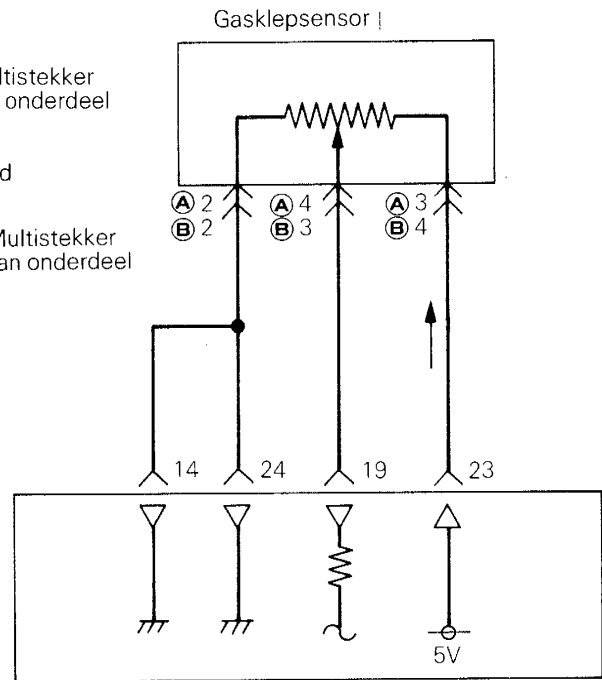 Gasklepsensor
ltistekker
onderdeel
d
Multistekker
an onderdeel
A 2
B 2
A 4
B 3
A 3
B 4
14
24
19
23
5V